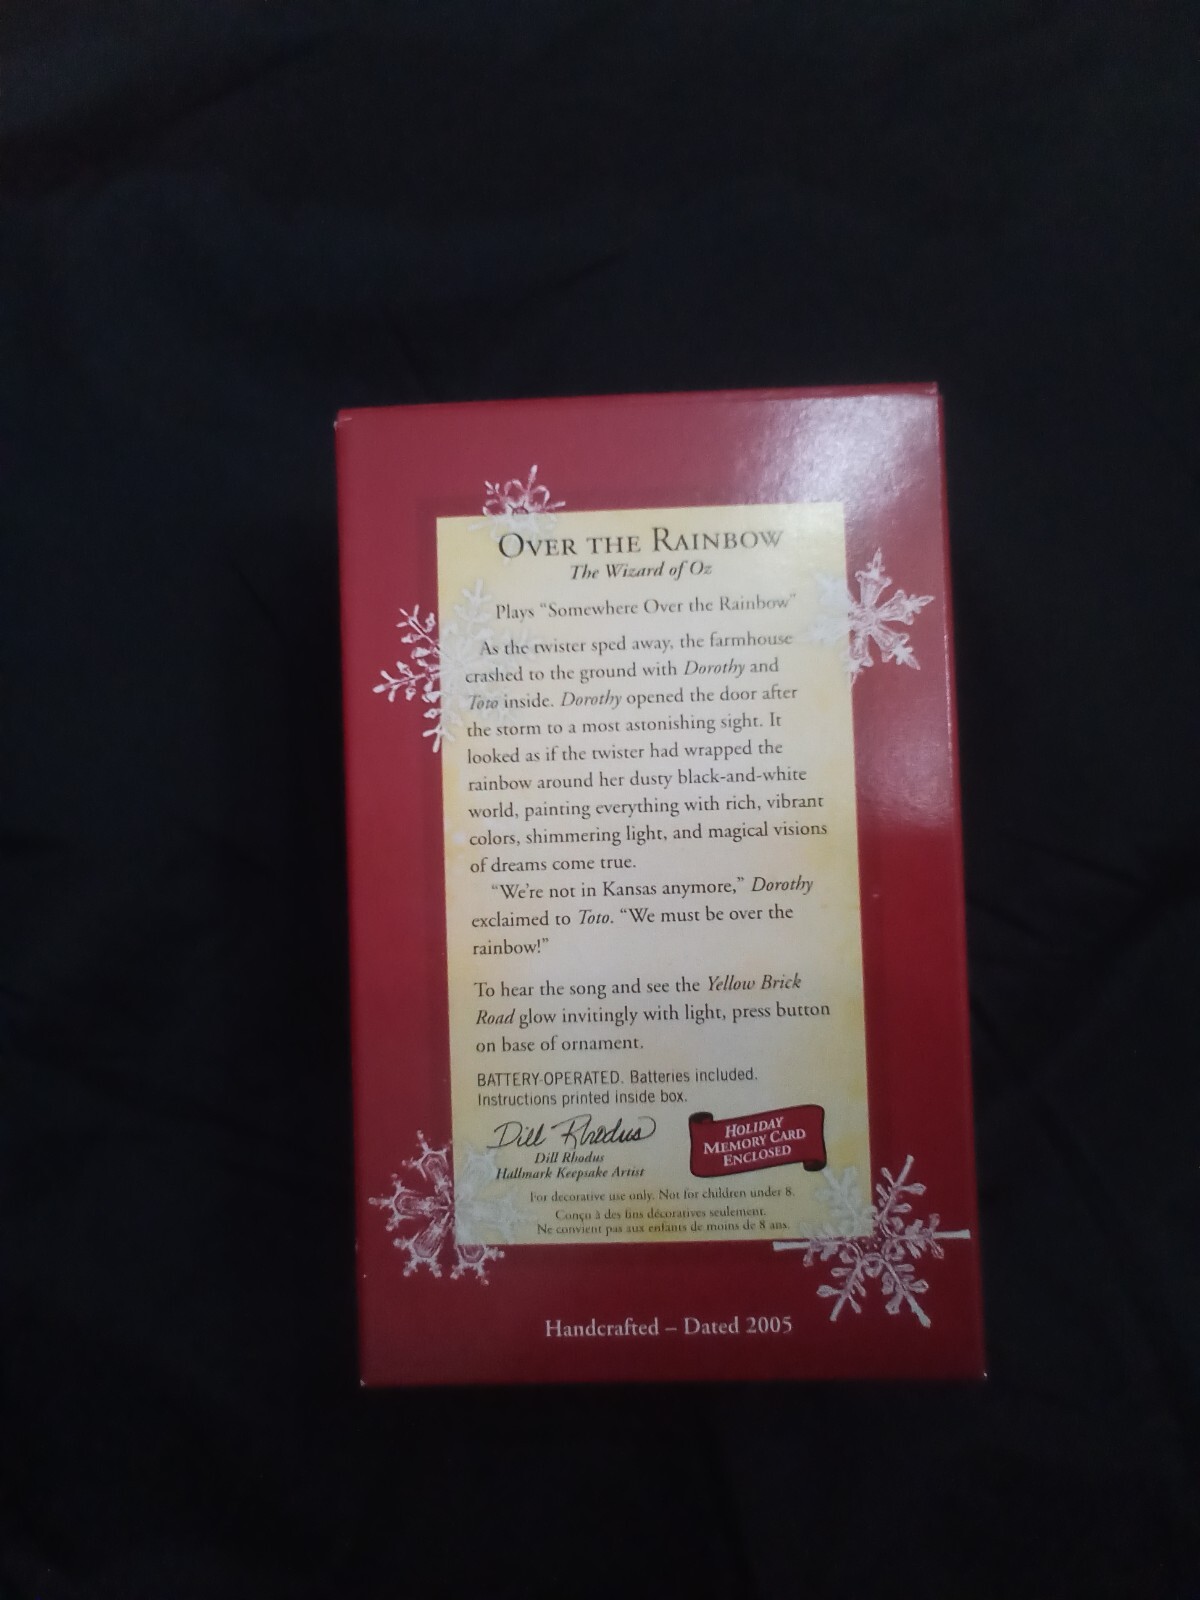 OVER THE RAINBOW
The Wizard of Oz
Plays “Somewhere Over the Rainbow”
As the twister sped away, the farmhouse
crashed to the ground with Dorothy and
Toto inside. Dorothy opened the door after
the storm to a most astonishing sight. It
looked as if the twister had wrapped the
rainbow around her dusty black-and-white
world, painting everything with rich, vibrant
colors, shimmering light, and magical visions
of dreams come true.
“We’re not in Kansas anymore,” Dorothy
exclaimed to Toto. “We must be over the
rainbow!”
To hear the song and see the Yellow Brick
Road glow invitingly with light, press button
on base of ornament.
BATTERY-OPERATED. Batteries included.
Instructions printed inside box.
Dill Rhodus
Dill Rhodus
Hallmark Keepsake Artist
HOLIDAY
MEMORY CARD
ENCLOSED
For decorative use only. Not for children under 8.
Conçu à des fins décoratives seulement.
Ne convient pas aux enfants de moins de 8 ans.
Handcrafted – Dated 2005